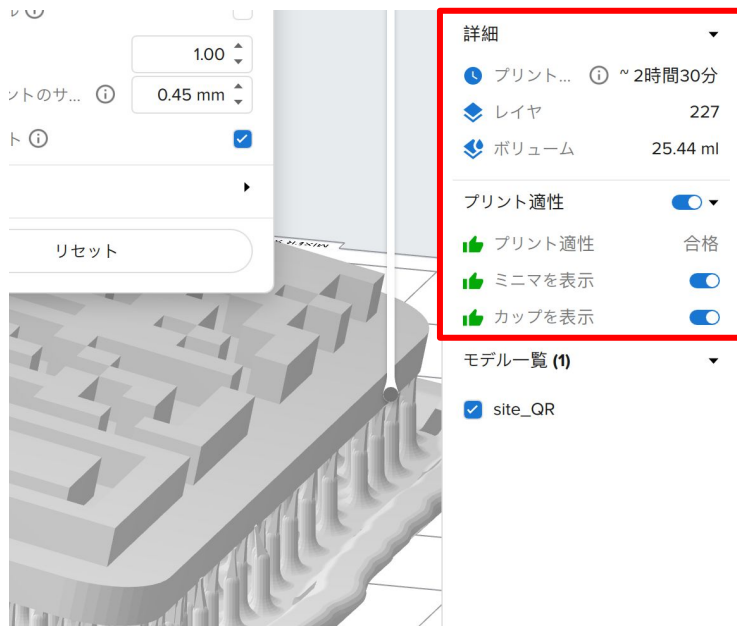 1.00
ントのサ...
0.45 mm
ト
リセット
詳細
プリント...
~ 2時間30分
レイヤ
227
ボリューム
25.44 ml
プリント適性
プリント適性
合格
ミニマを表示
カップを表示
モデル一覧 (1)
site_QR